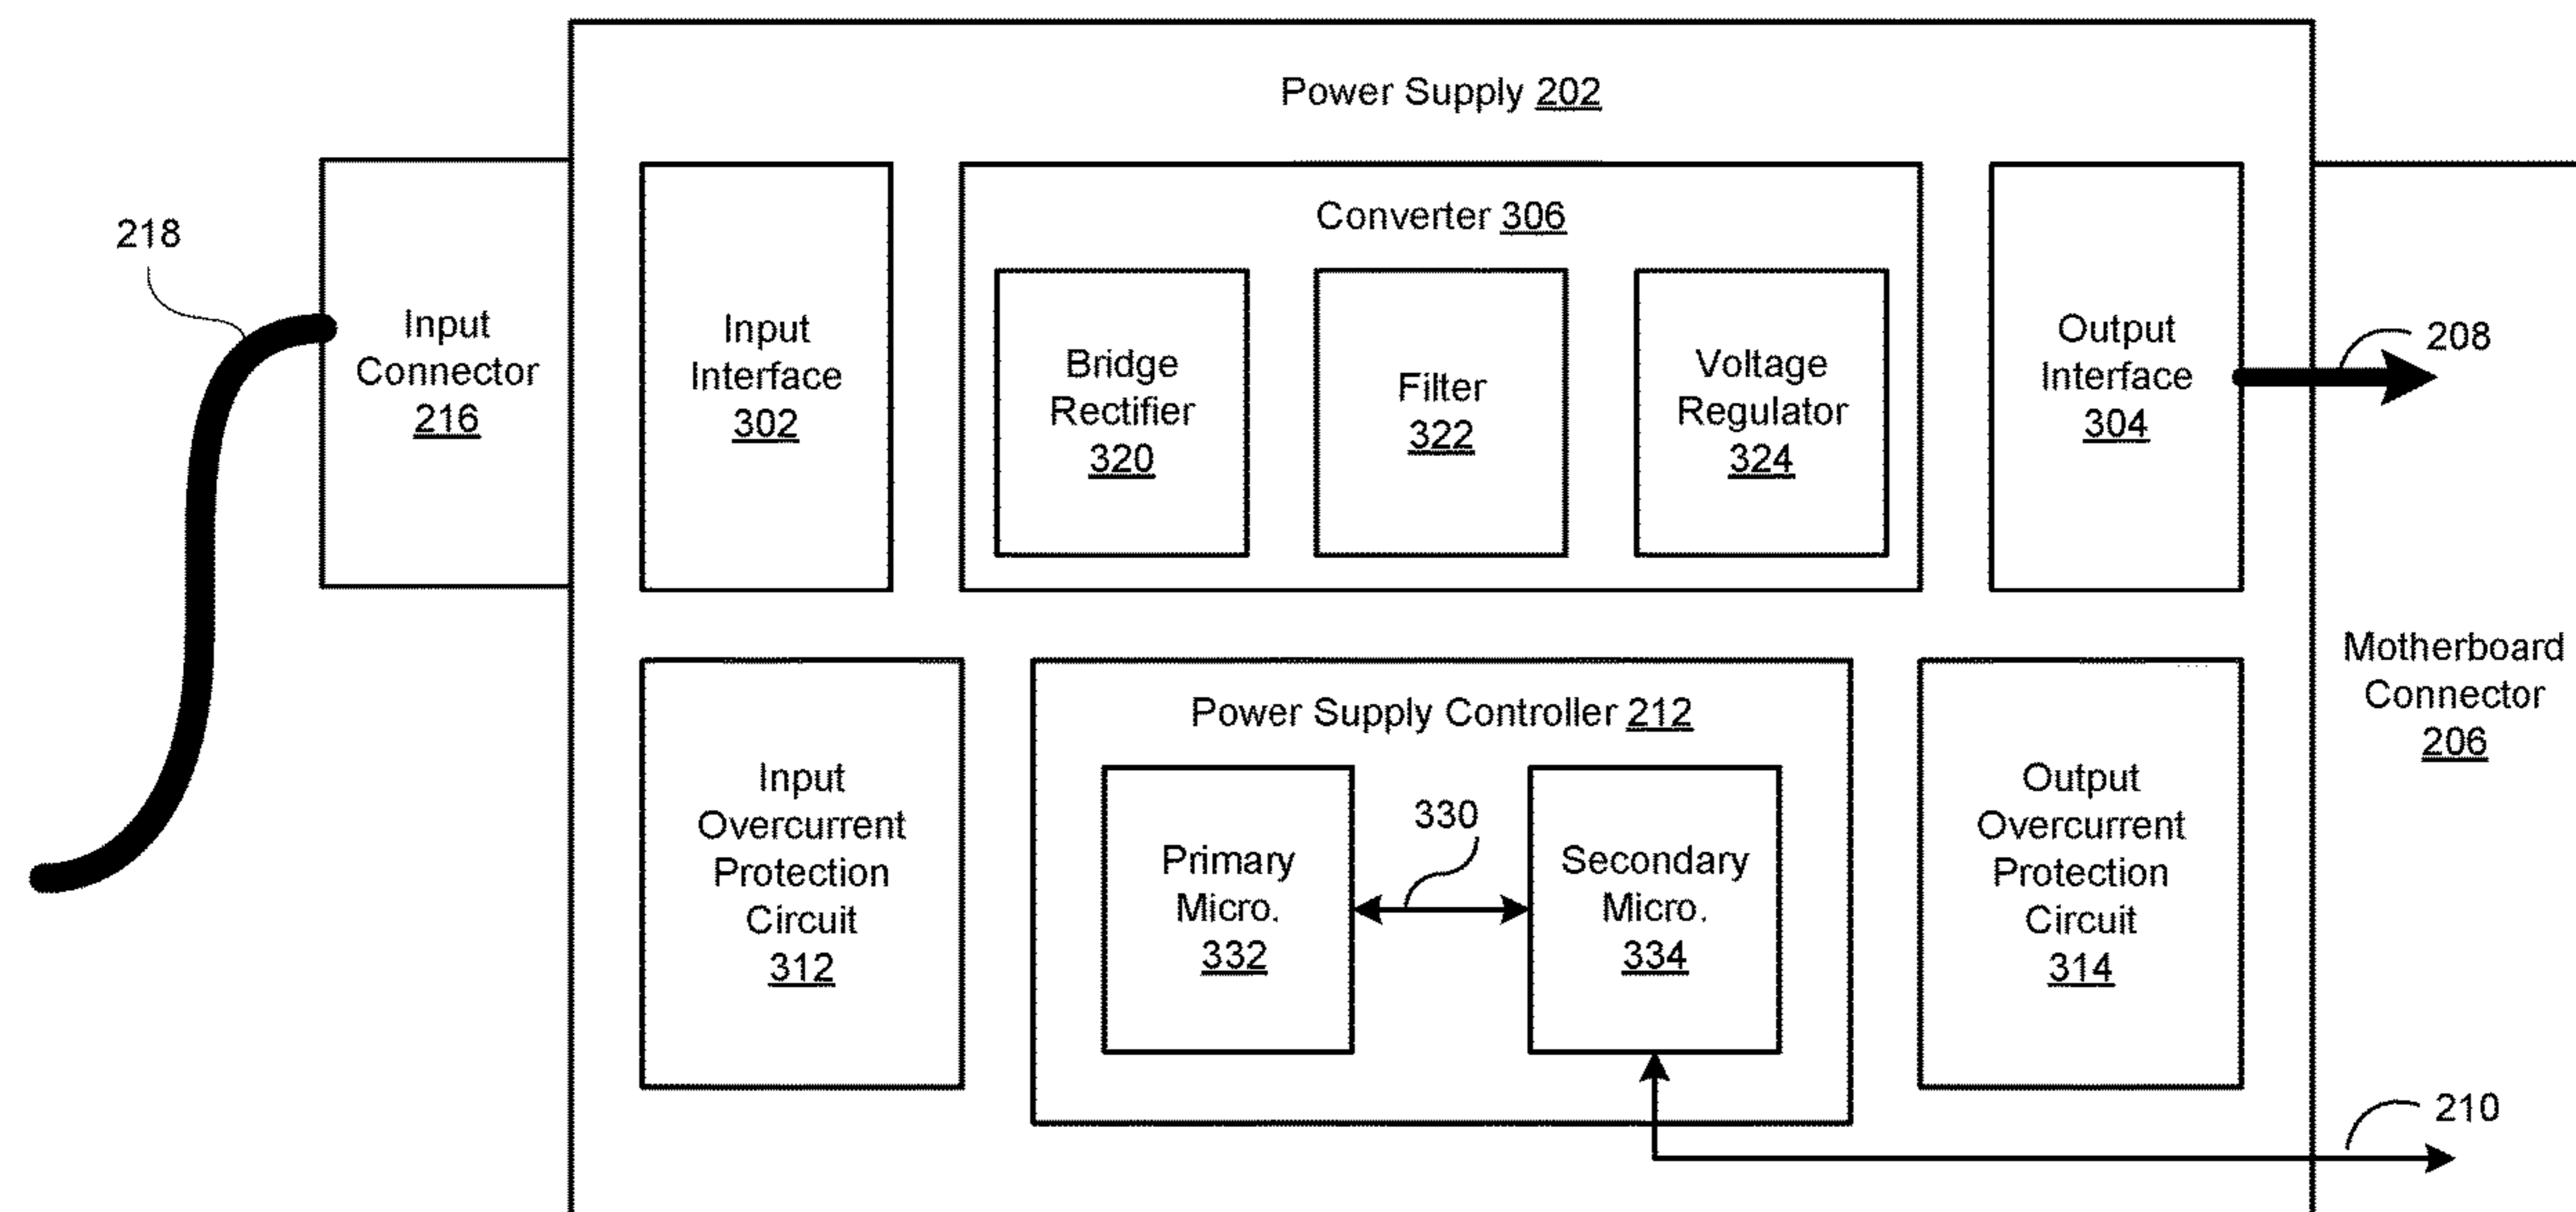 Power Supply 202
218
Input
Connector
216
Input
Interface
302
Converter 306
Bridge
Rectifier
320
Filter
322
Voltage
Regulator
324
Output
Interface
304
208
Motherboard
Connector
206
Input
Overcurrent
Protection
Circuit
312
Power Supply Controller 212
Primary
Micro.
332
330
Secondary
Micro.
334
Output
Overcurrent
Protection
Circuit
314
210